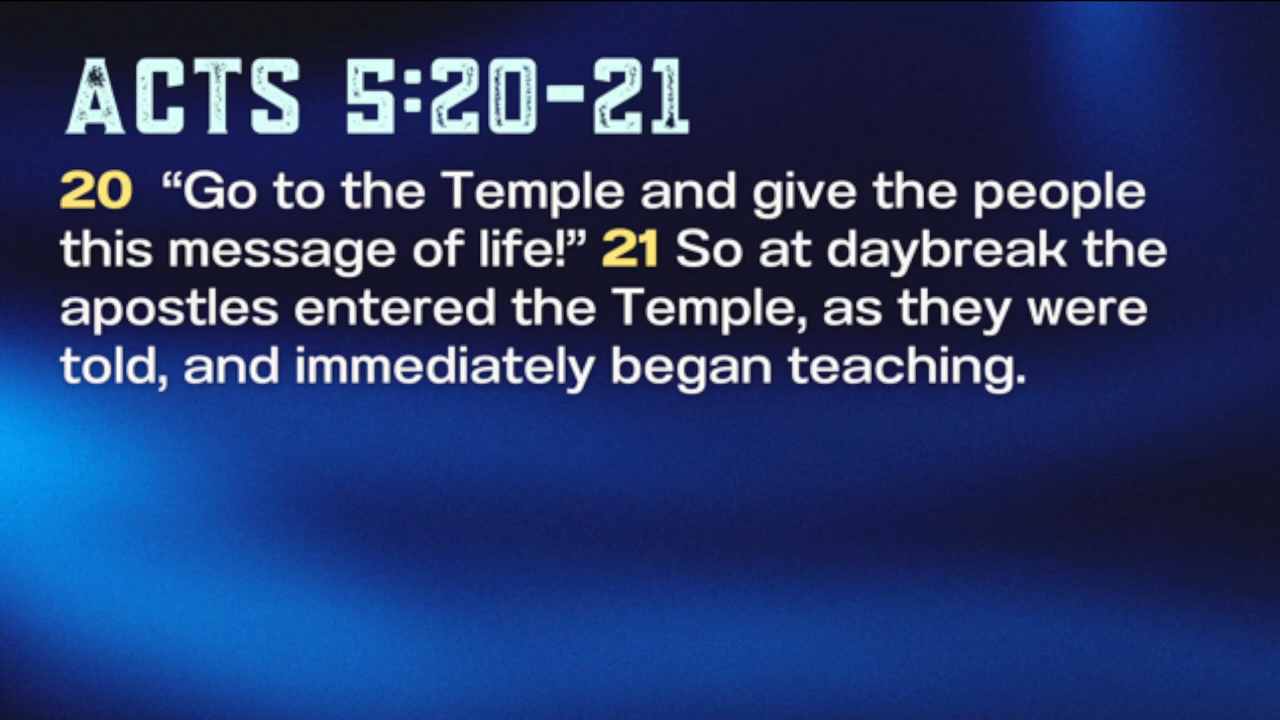 ACTS 5:20-21
20 “Go to the Temple and give the people
this message of life!” 21 So at daybreak the
apostles entered the Temple, as they were
told, and immediately began teaching.